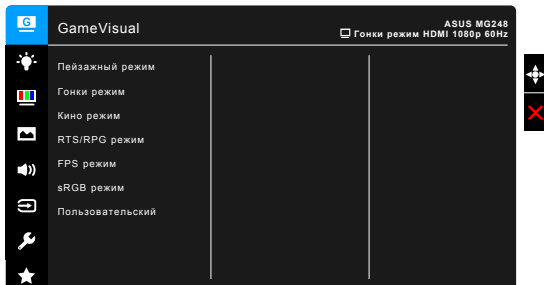 G
GameVisual
ASUS MG248
Гонки режим HDMI 1080p 60Hz
Пейзажный режим
Гонки режим
Кино режим
RTS/RPG режим
FPS режим
sRGB режим
Пользовательский